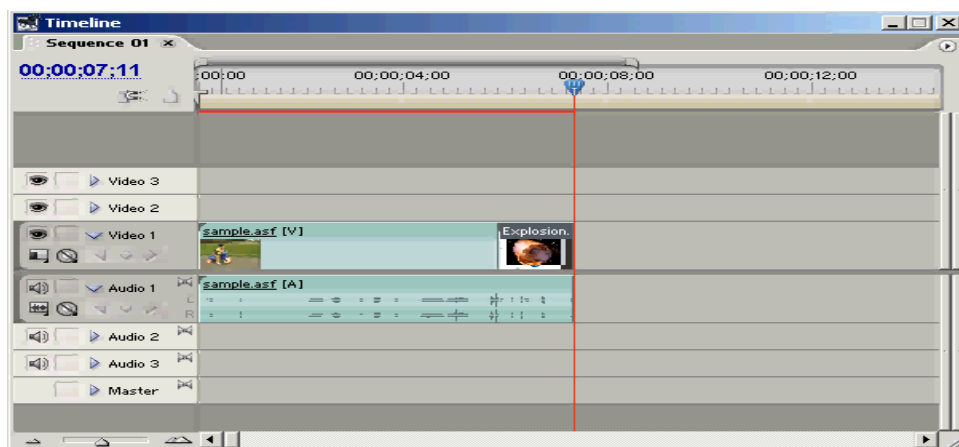 Timeline
Sequence 01
00;00;07;11
;00;00
00;00;04;00
00;00;08;00
00;00;12;00
Video 3
Video 2
Video 1
sample.asf [V]
Explosion.
Audio 1
sample.asf [A]
L
R
Audio 2
Audio 3
Master